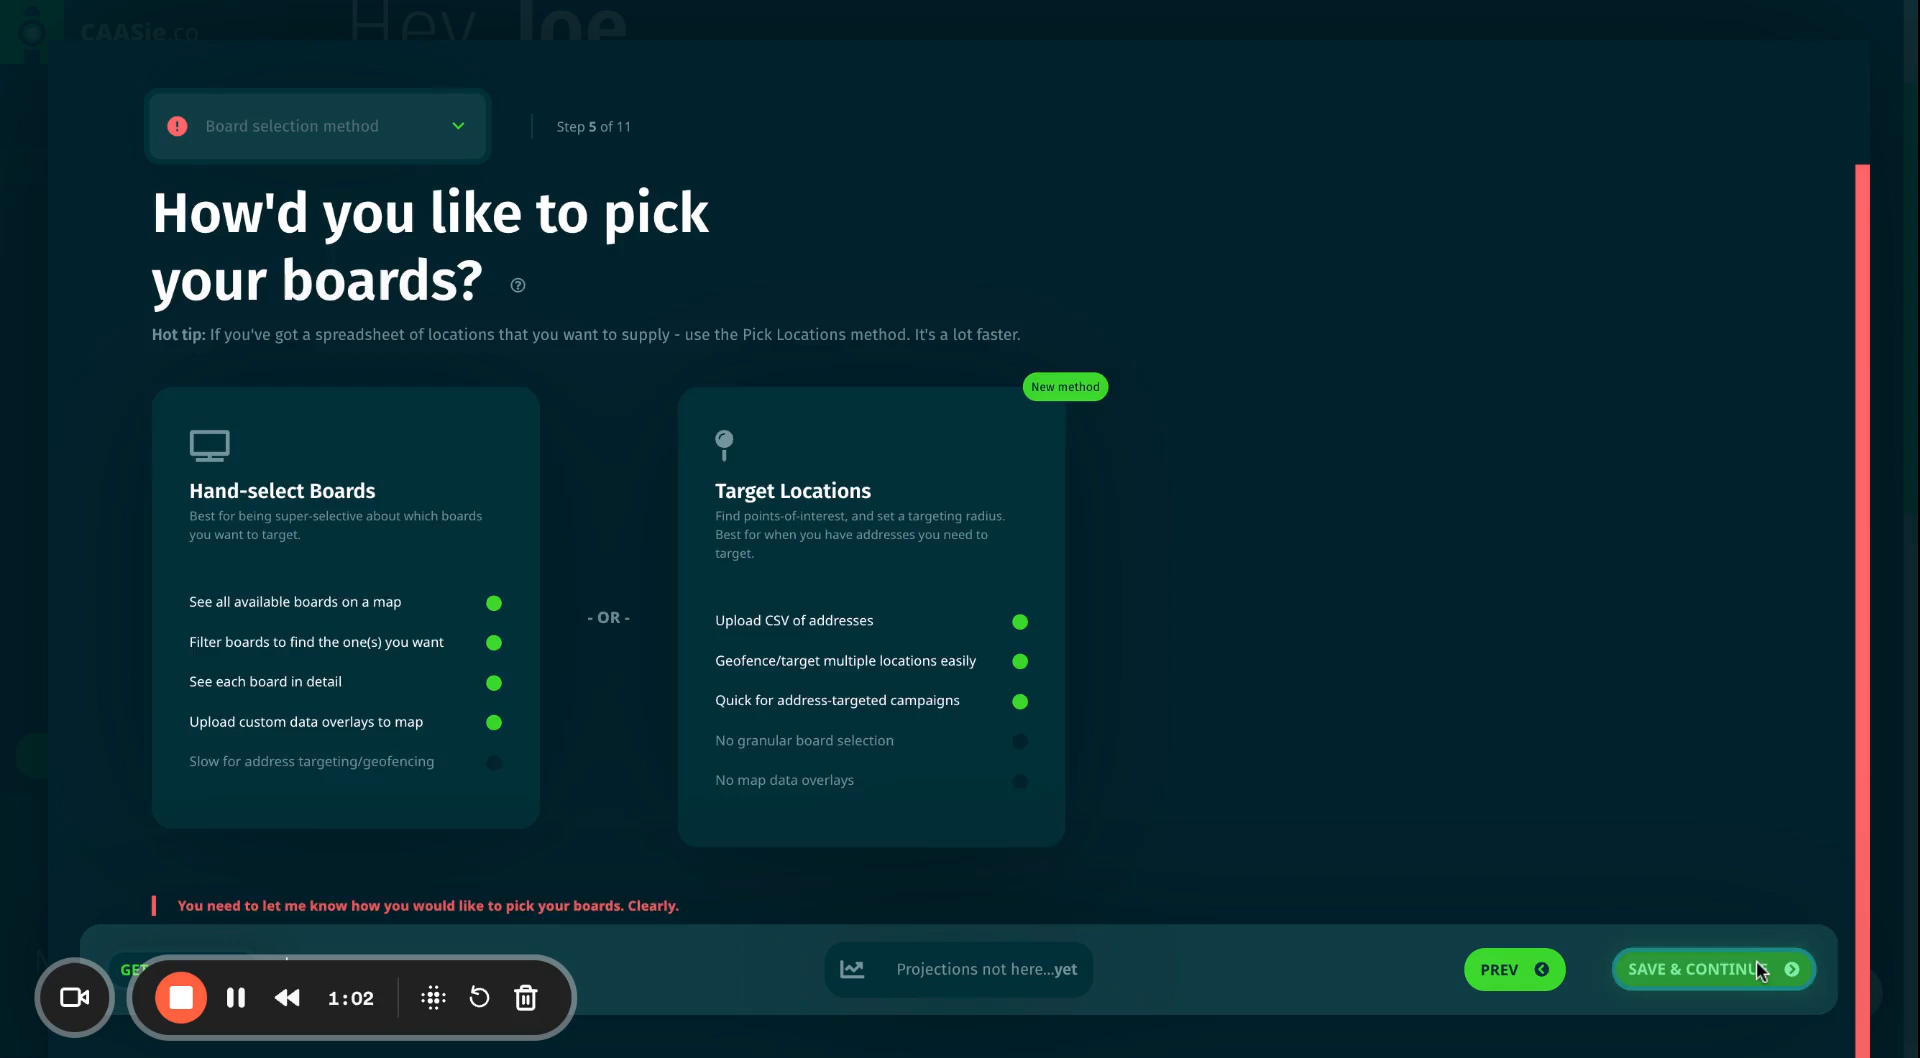 CAASie.co
Hey, Joe
Board selection method
Step 5 of 11
How'd you like to pick
your boards?
Hot tip: If you've got a spreadsheet of locations that you want to supply - use the Pick Locations method. It's a lot faster.
New method
Hand-select Boards
Best for being super-selective about which boards
you want to target.
See all available boards on a map
Filter boards to find the one(s) you want
See each board in detail
Upload custom data overlays to map
Slow for address targeting/geofencing
- OR -
Target Locations
Find points-of-interest, and set a targeting radius.
Best for when you have addresses you need to
target.
Upload CSV of addresses
Geofence/target multiple locations easily
Quick for address-targeted campaigns
No granular board selection
No map data overlays
You need to let me know how you would like to pick your boards. Clearly.
Projections not here...yet
PREV
SAVE & CONTINUE
1:02